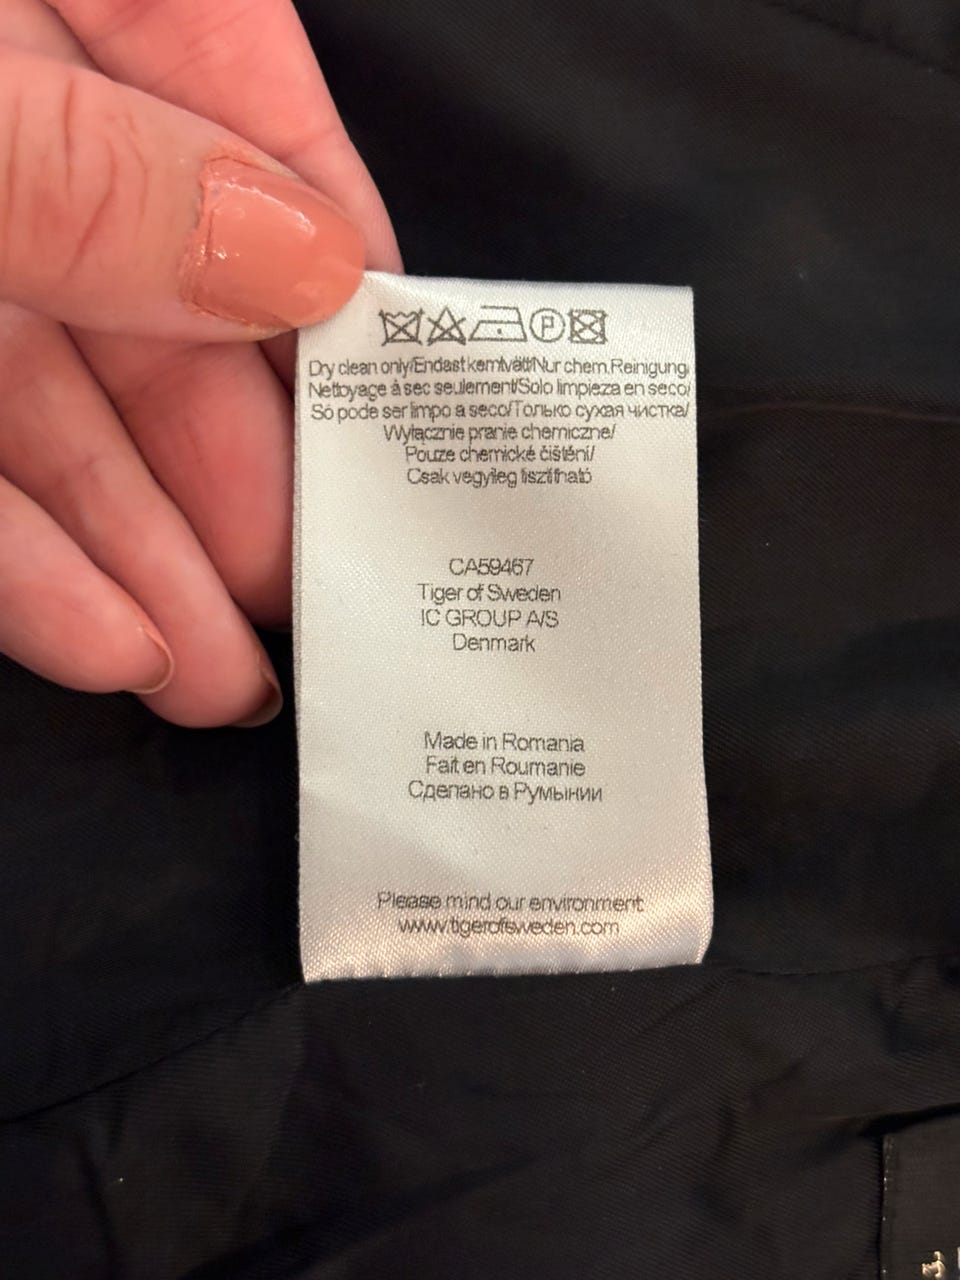 P
Dry clean only/Endast kemtvätt/Nur chem.Reinigung/
Nettoyage à sec seulement/Solo limpieza en seco/
Só pode ser limpo a seco/Только сухая чистка/
Wyłącznie pranie chemiczne/
Pouze chemické čištění/
Csak vegyileg tisztítható
CA59467
Tiger of Sweden
IC GROUP A/S
Denmark
Made in Romania
Fait en Roumanie
Сделано в Румынии
Please mind our environment
www.tigerofsweden.com